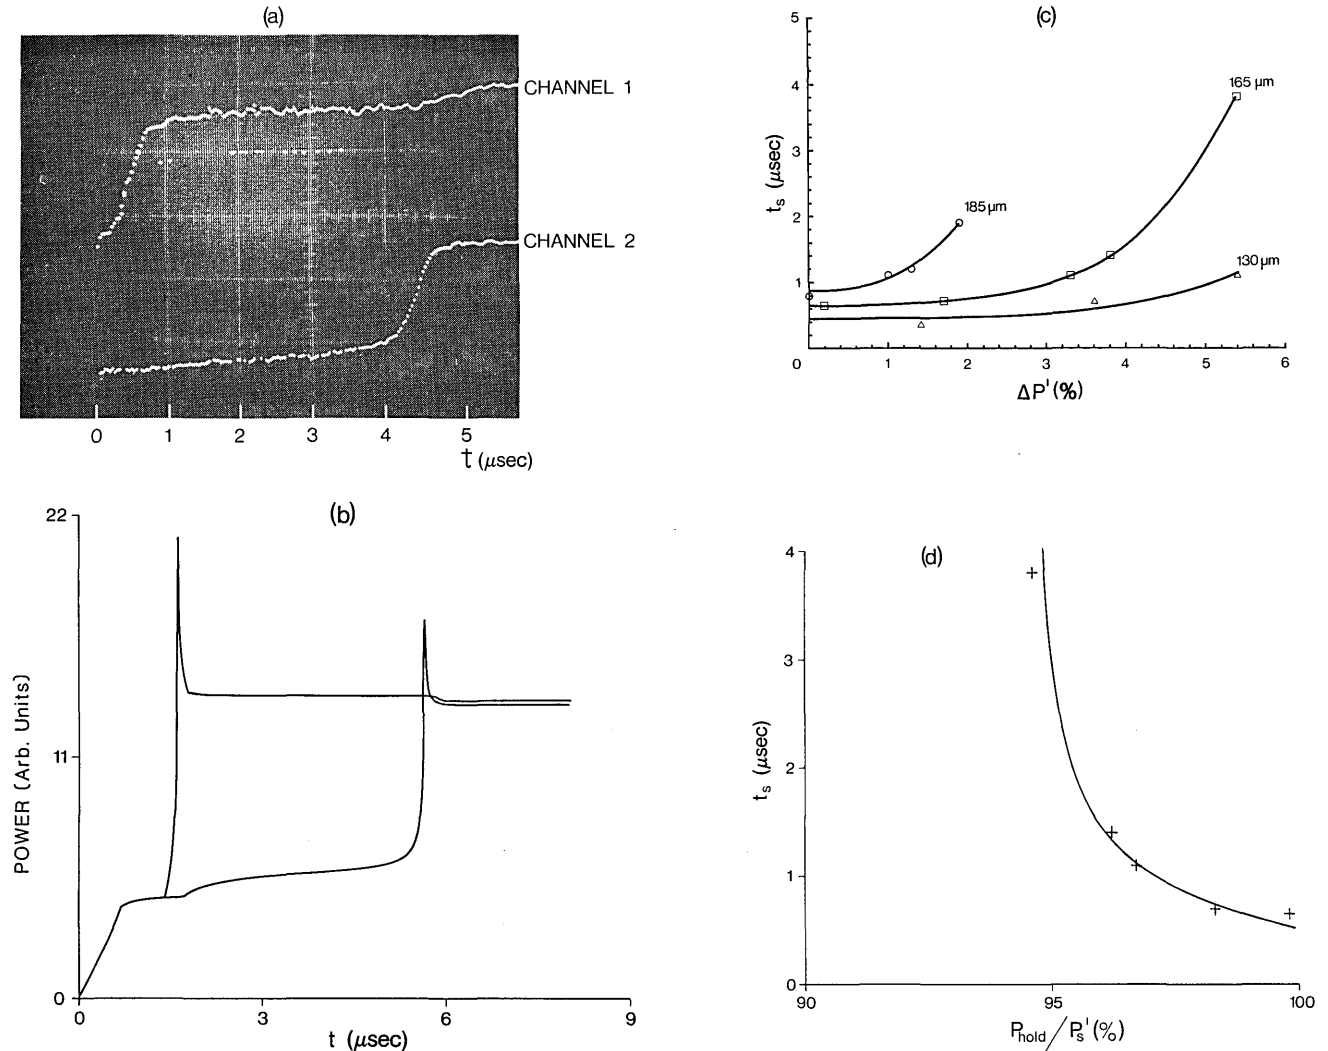 (a)
CHANNEL 1
CHANNEL 2
0 1 2 3 4 5
t (μsec)
(b)
22
11
0
POWER (Arb. Units)
0 3 6 9
t (μsec)
(c)
5
4
3
2
1
t_s (μsec)
185 μm
165 μm
130 μm
0 1 2 3 4 5 6
ΔP' (%)
(d)
4
3
2
1
0
t_s (μsec)
90 95 100
P_hold / P_s' (%)